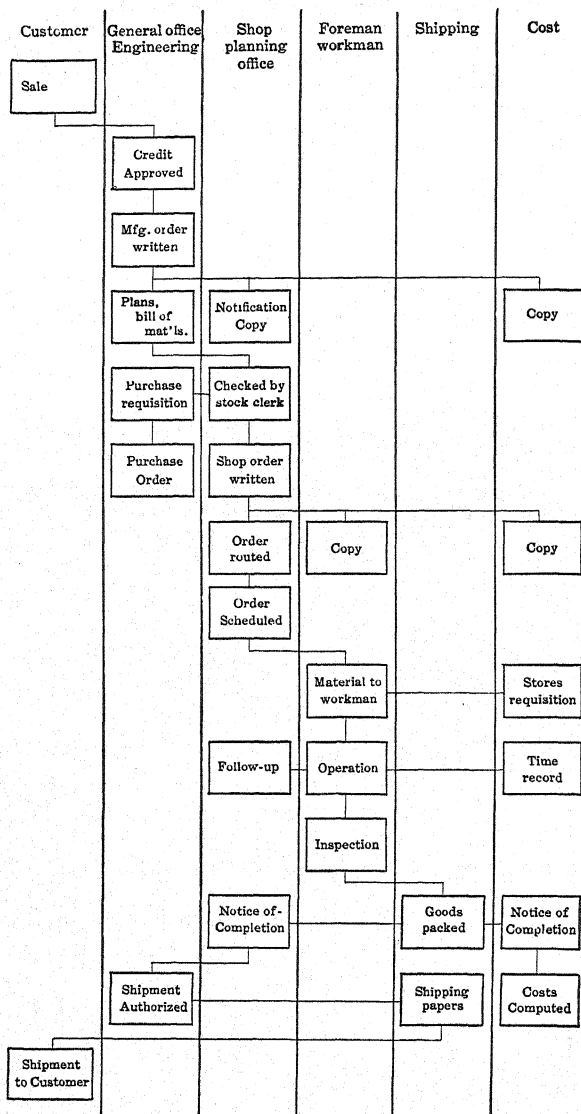 Customer
General office
Engineering
Shop
planning
office
Foreman
workman
Shipping
Cost
Sale
Credit
Approved
Mfg. order
written
Plans,
bill of
mat'ls.
Notification
Copy
Copy
Purchase
requisition
Checked by
stock clerk
Purchase
Order
Shop order
written
Order
routed
Copy
Copy
Order
Scheduled
Material to
workman
Stores
requisition
Follow-up
Operation
Time
record
Inspection
Notice of-
Completion
Goods
packed
Notice of
Completion
Shipment
Authorized
Shipping
papers
Costs
Computed
Shipment
to Customer